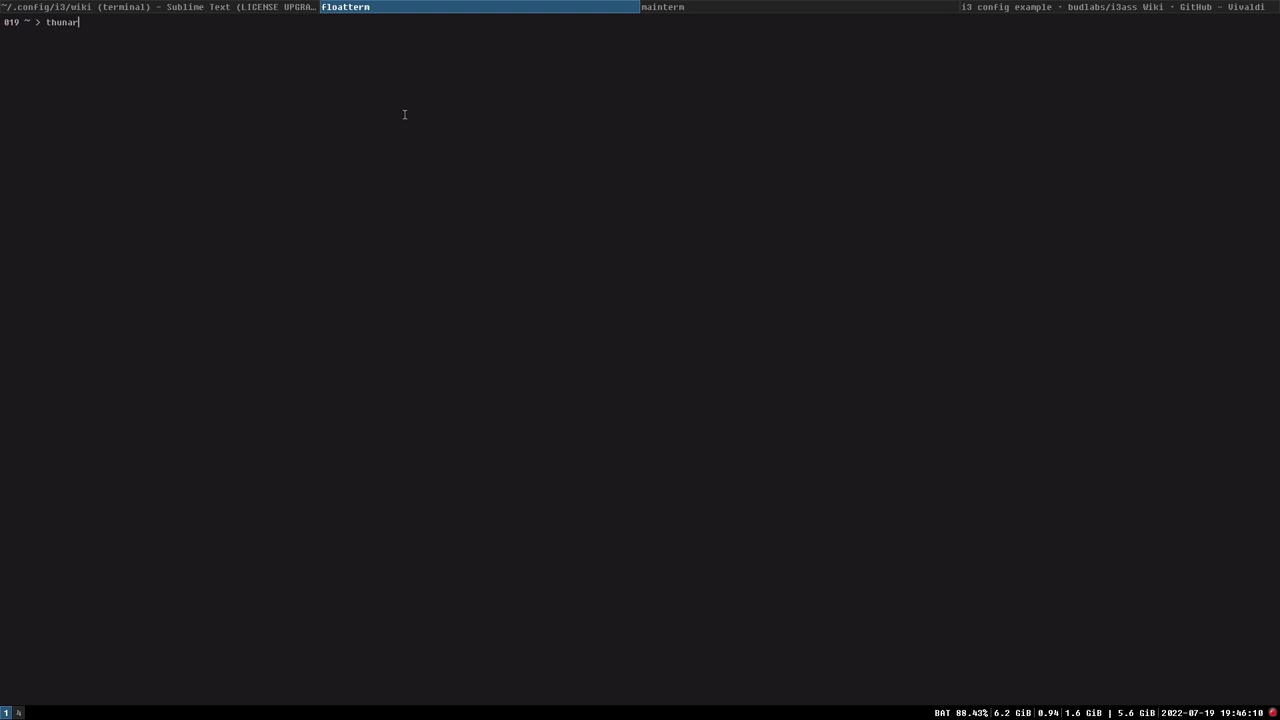 ~/.config/i3/wiki (terminal) - Sublime Text (LICENSE UPGRA… floatterm mainterm i3 config example · budlabs/i3ass Wiki · GitHub - Vivaldi
019 ~ > thunar
1 4 BAT 88.43% 6.2 GiB 0.94 1.6 GiB | 5.6 GiB 2022-07-19 19:46:10